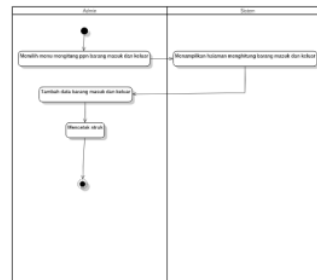 Admin
Sistem
Memilih menu menghitung ppn barang masuk dan keluar
Menampilkan halaman menghitung barang masuk dan keluar
Tambah data barang masuk dan keluar
Mencetak struk